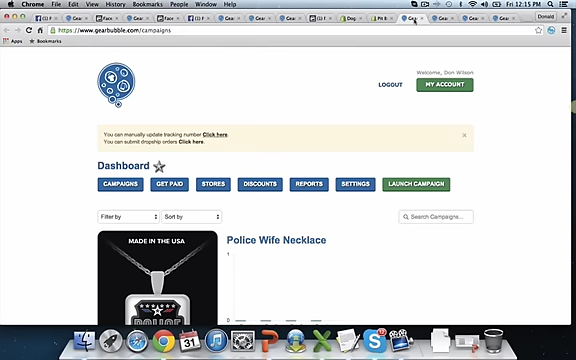 Chrome File Edit View History Bookmarks People Window Help
Fri 12:15 PM
Donald
https://www.gearbubble.com/campaigns
Apps Bookmarks
Welcome, Don Wilson
LOGOUT MY ACCOUNT
You can manually update tracking number Click here.
You can submit dropship orders Click here.
×
Dashboard
CAMPAIGNS GET PAID STORES DISCOUNTS REPORTS SETTINGS LAUNCH CAMPAIGN
Filter by Sort by Search Campaigns...
MADE IN THE USA
Police Wife Necklace
1
0
POLICE
31